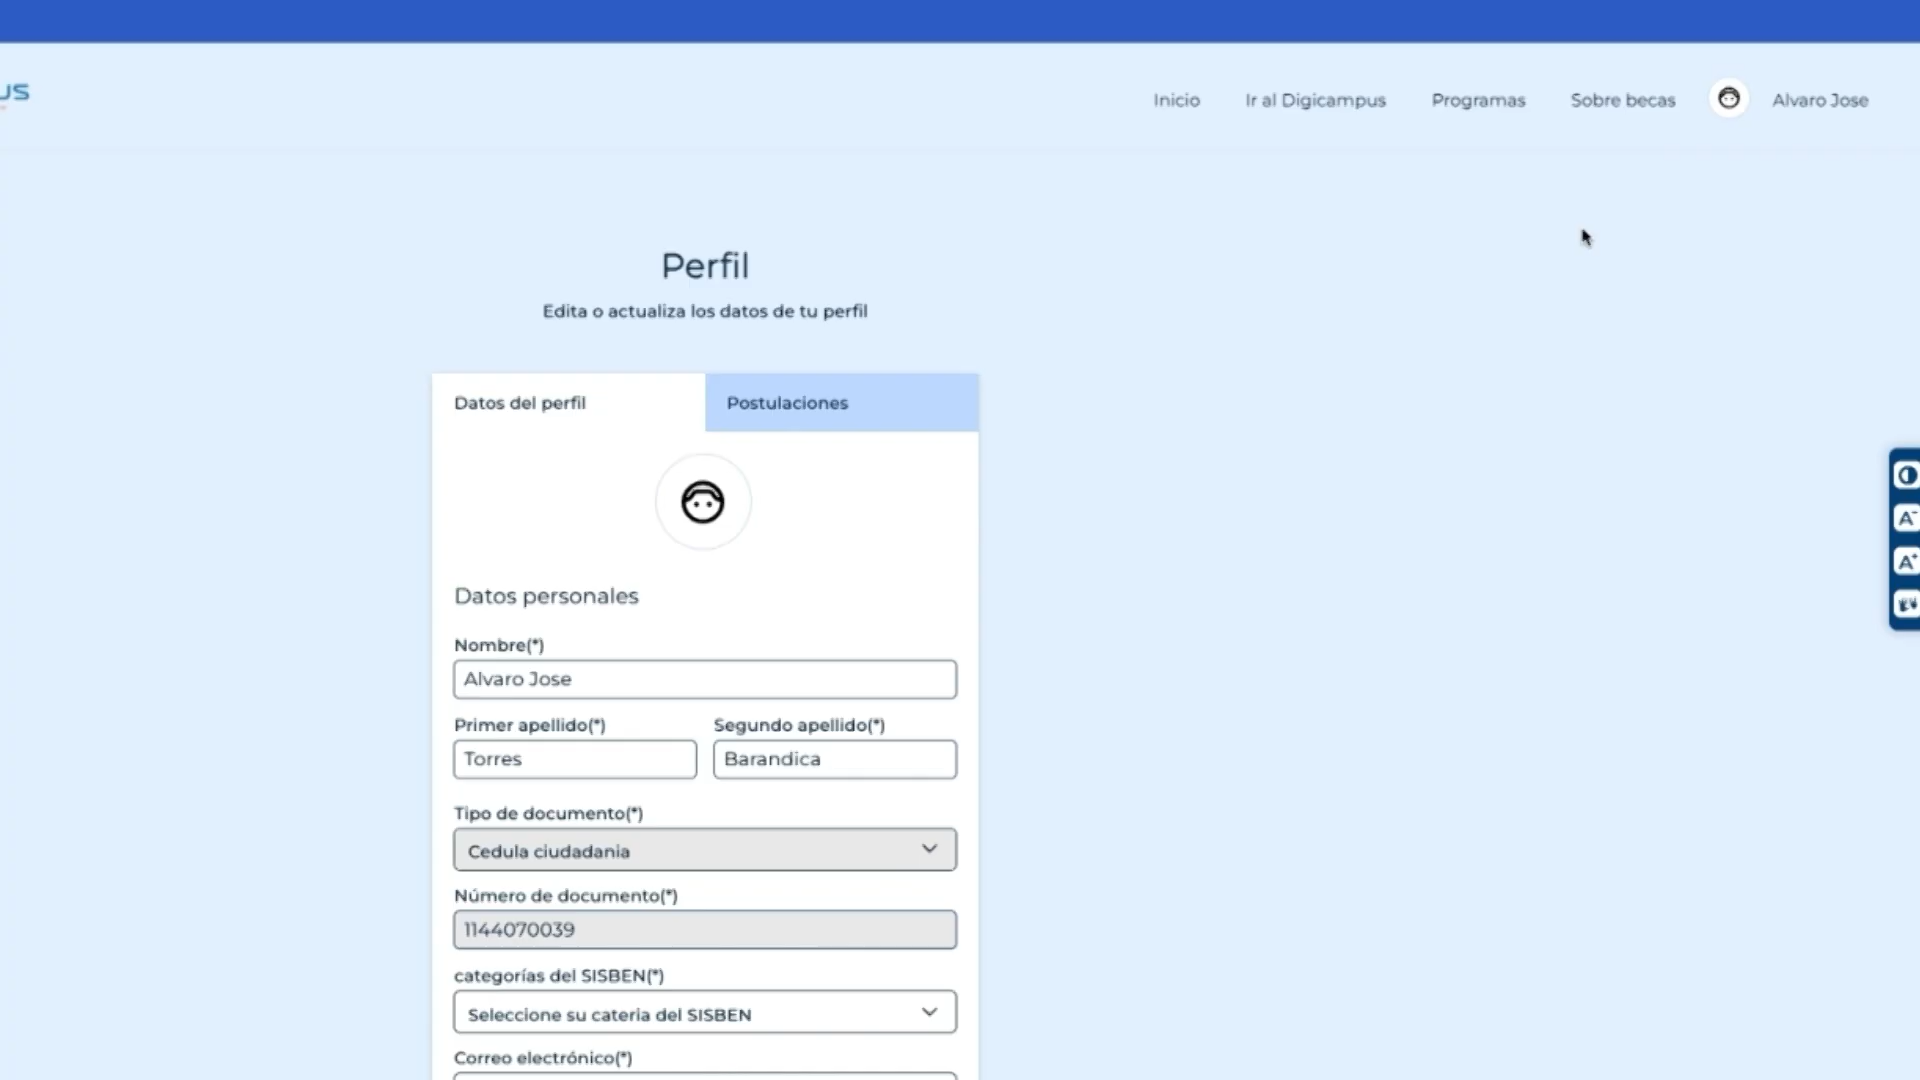 US
Inicio Ir al Digicampus Programas Sobre becas Alvaro Jose
Perfil
Edita o actualiza los datos de tu perfil
Datos del perfil Postulaciones
Datos personales
Nombre(*)
Alvaro Jose
Primer apellido(*) Segundo apellido(*)
Torres Barandica
Tipo de documento(*)
Cedula ciudadania
Número de documento(*)
1144070039
categorías del SISBEN(*)
Seleccione su cateria del SISBEN
Correo electrónico(*)
A-
A+